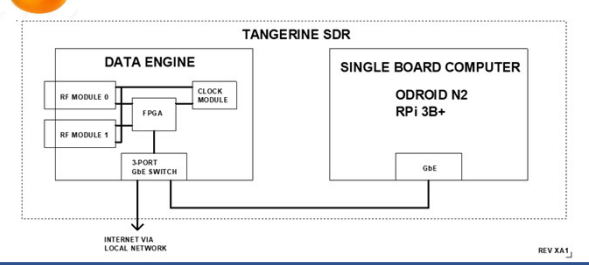 TANGERINE SDR
DATA ENGINE
RF MODULE 0
RF MODULE 1
FPGA
CLOCK
MODULE
3-PORT
GbE SWITCH
INTERNET VIA
LOCAL NETWORK
SINGLE BOARD COMPUTER
ODROID N2
RPi 3B+
GbE
REV XA1